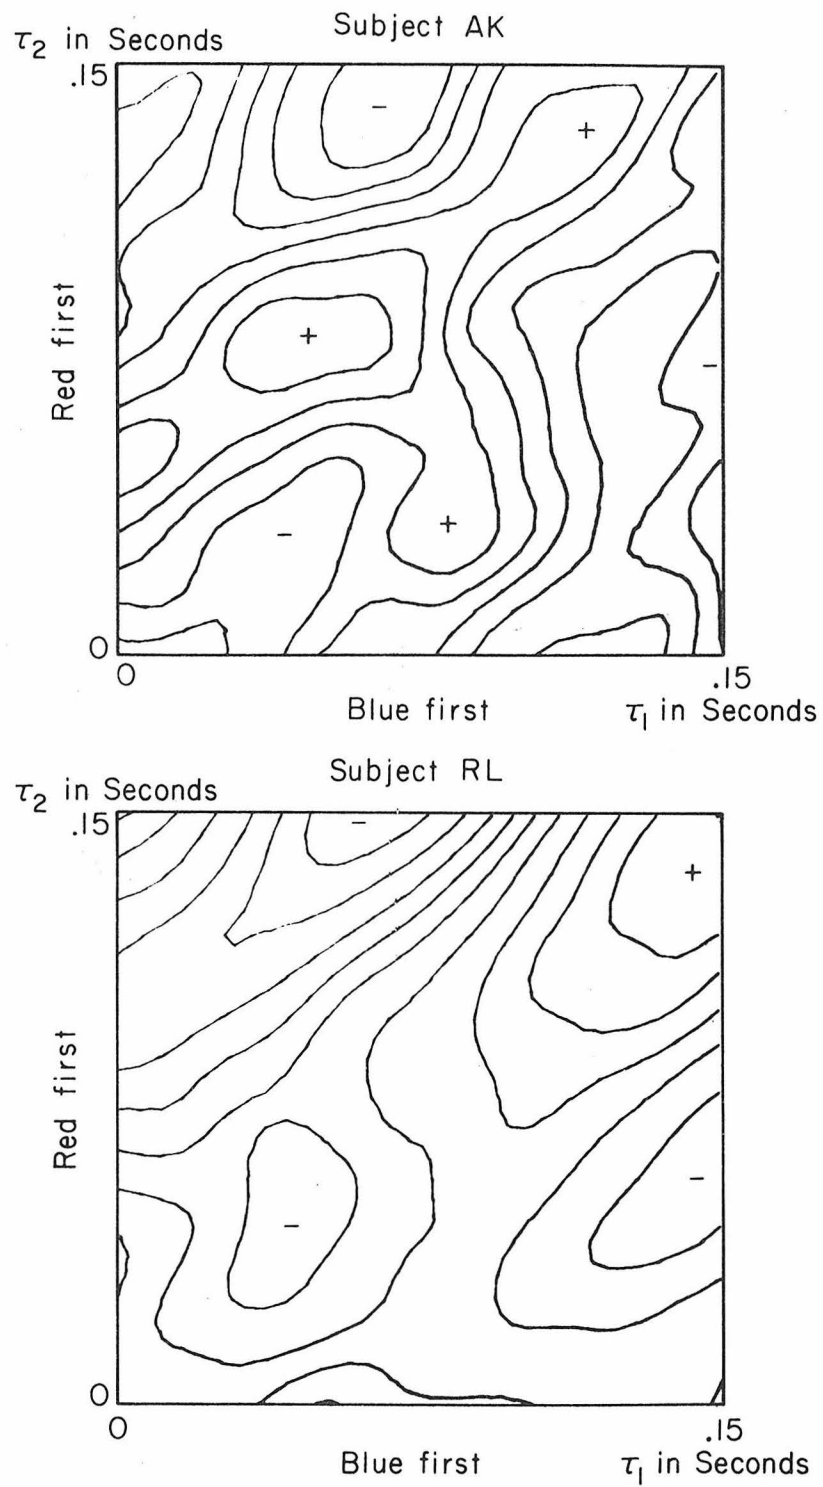 Subject AK
τ2 in Seconds
.15
-
+
Red first
+
-
+
-
0
0
.15
Blue first
τ1 in Seconds
Subject RL
τ2 in Seconds
.15
-
+
Red first
-
-
0
0
.15
Blue first
τ1 in Seconds